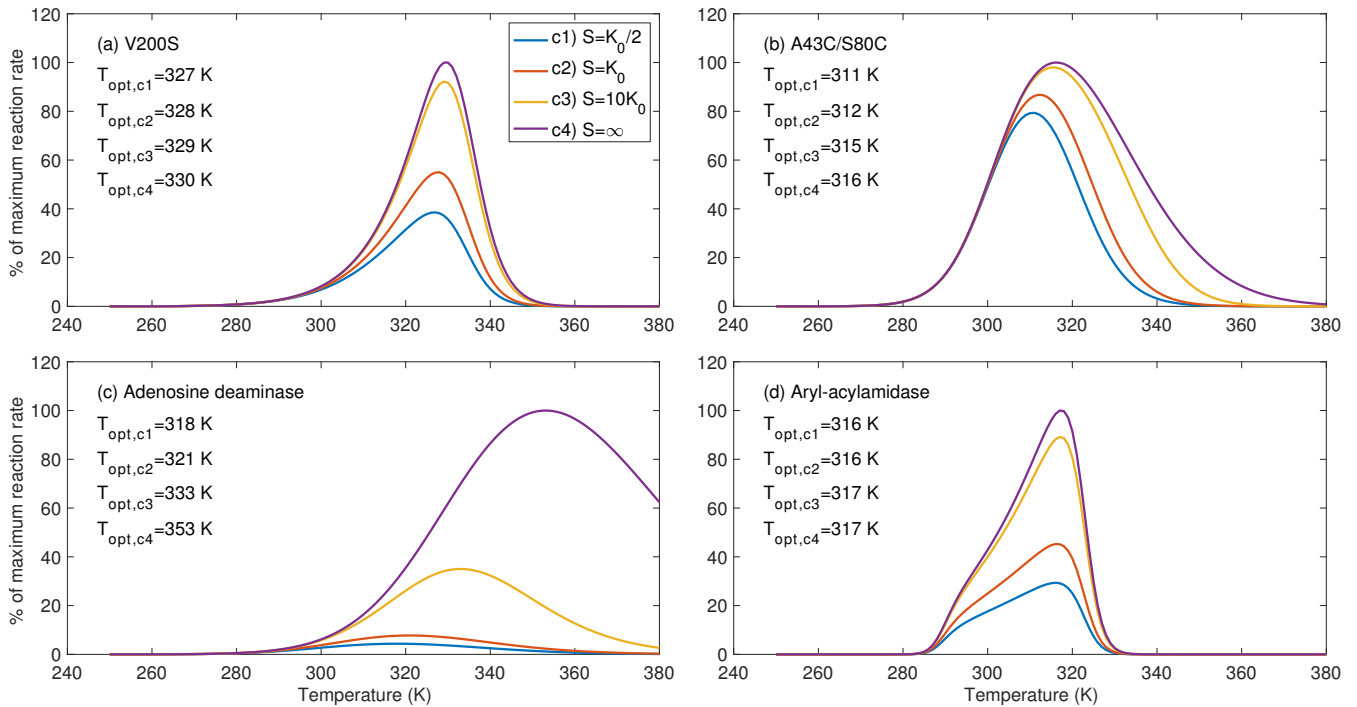 (a) V200S
T_opt,c1=327 K
T_opt,c2=328 K
T_opt,c3=329 K
T_opt,c4=330 K
c1) S=K_0/2
c2) S=K_0
c3) S=10K_0
c4) S=∞
% of maximum reaction rate
120
100
80
60
40
20
0
240 260 280 300 320 340 360 380
(b) A43C/S80C
T_opt,c1=311 K
T_opt,c2=312 K
T_opt,c3=315 K
T_opt,c4=316 K
120
100
80
60
40
20
0
240 260 280 300 320 340 360 380
(c) Adenosine deaminase
T_opt,c1=318 K
T_opt,c2=321 K
T_opt,c3=333 K
T_opt,c4=353 K
% of maximum reaction rate
120
100
80
60
40
20
0
240 260 280 300 320 340 360 380
Temperature (K)
(d) Aryl-acylamidase
T_opt,c1=316 K
T_opt,c2=316 K
T_opt,c3=317 K
T_opt,c4=317 K
120
100
80
60
40
20
0
240 260 280 300 320 340 360 380
Temperature (K)